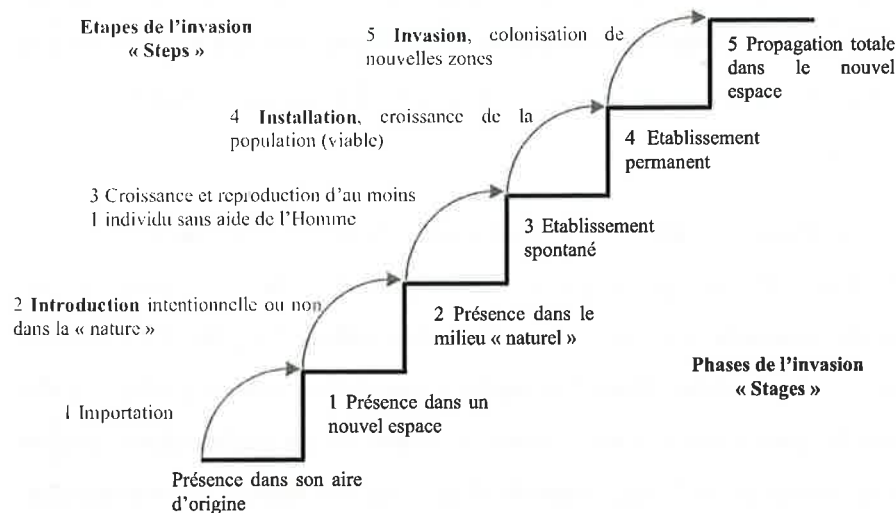 Etapes de l'invasion
« Steps »
5 Invasion, colonisation de
nouvelles zones
5 Propagation totale
dans le nouvel
espace
4 Installation, croissance de la
population (viable)
4 Etablissement
permanent
3 Croissance et reproduction d'au moins
1 individu sans aide de l'Homme
3 Etablissement
spontané
2 Introduction intentionnelle ou non
dans la « nature »
2 Présence dans le
milieu « naturel »
Phases de l'invasion
« Stages »
1 Importation
1 Présence dans un
nouvel espace
Présence dans son aire
d'origine